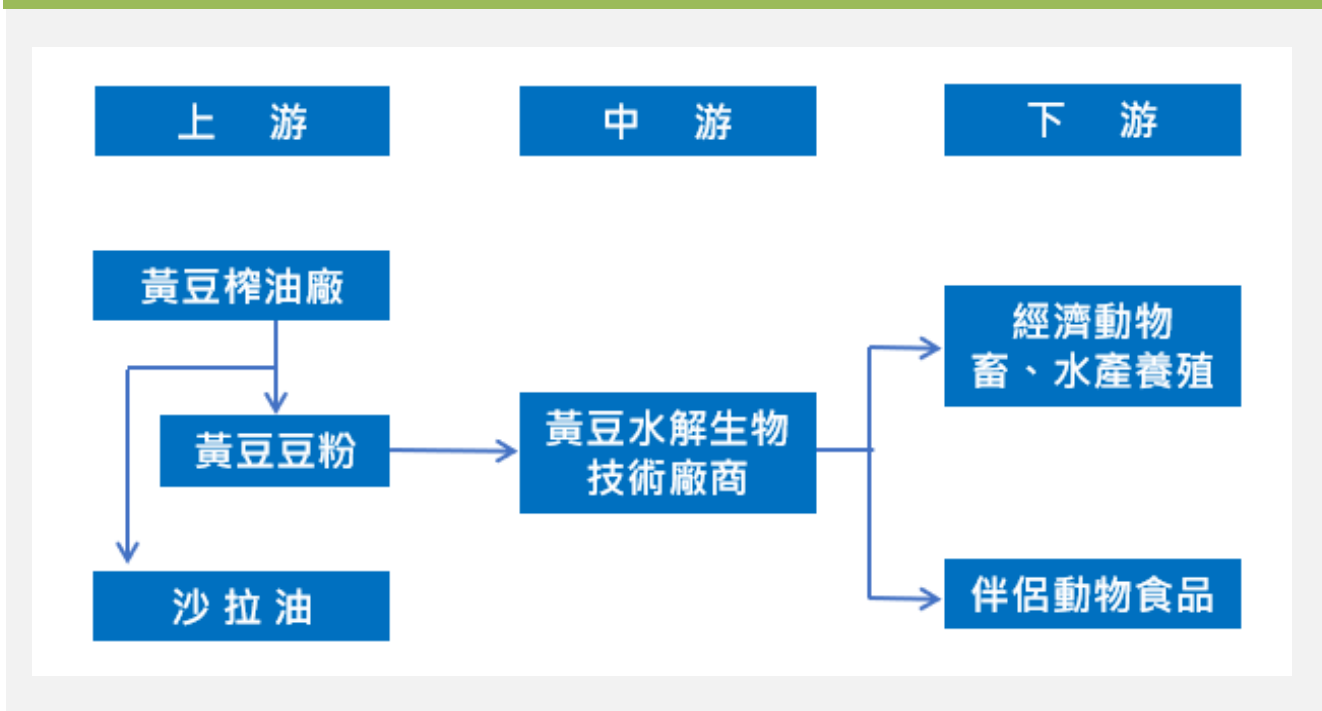 上 游
中 游
下 游
黃豆榨油廠
黃豆豆粉
沙拉油
黃豆水解生物
技術廠商
經濟動物
畜、水產養殖
伴侶動物食品